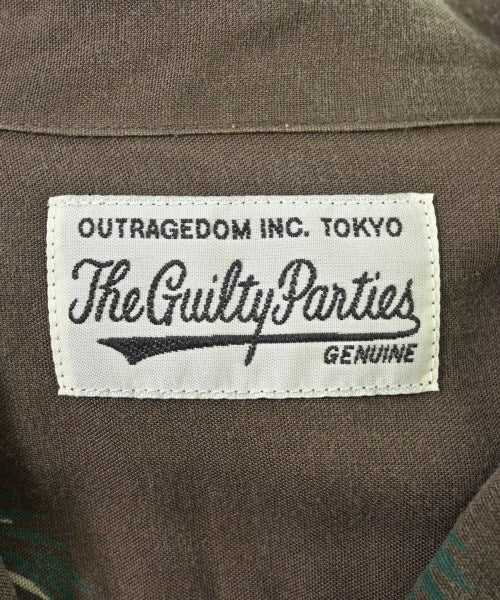 OUTRAGEDOM INC. TOKYO
The Guilty Parties
GENUINE